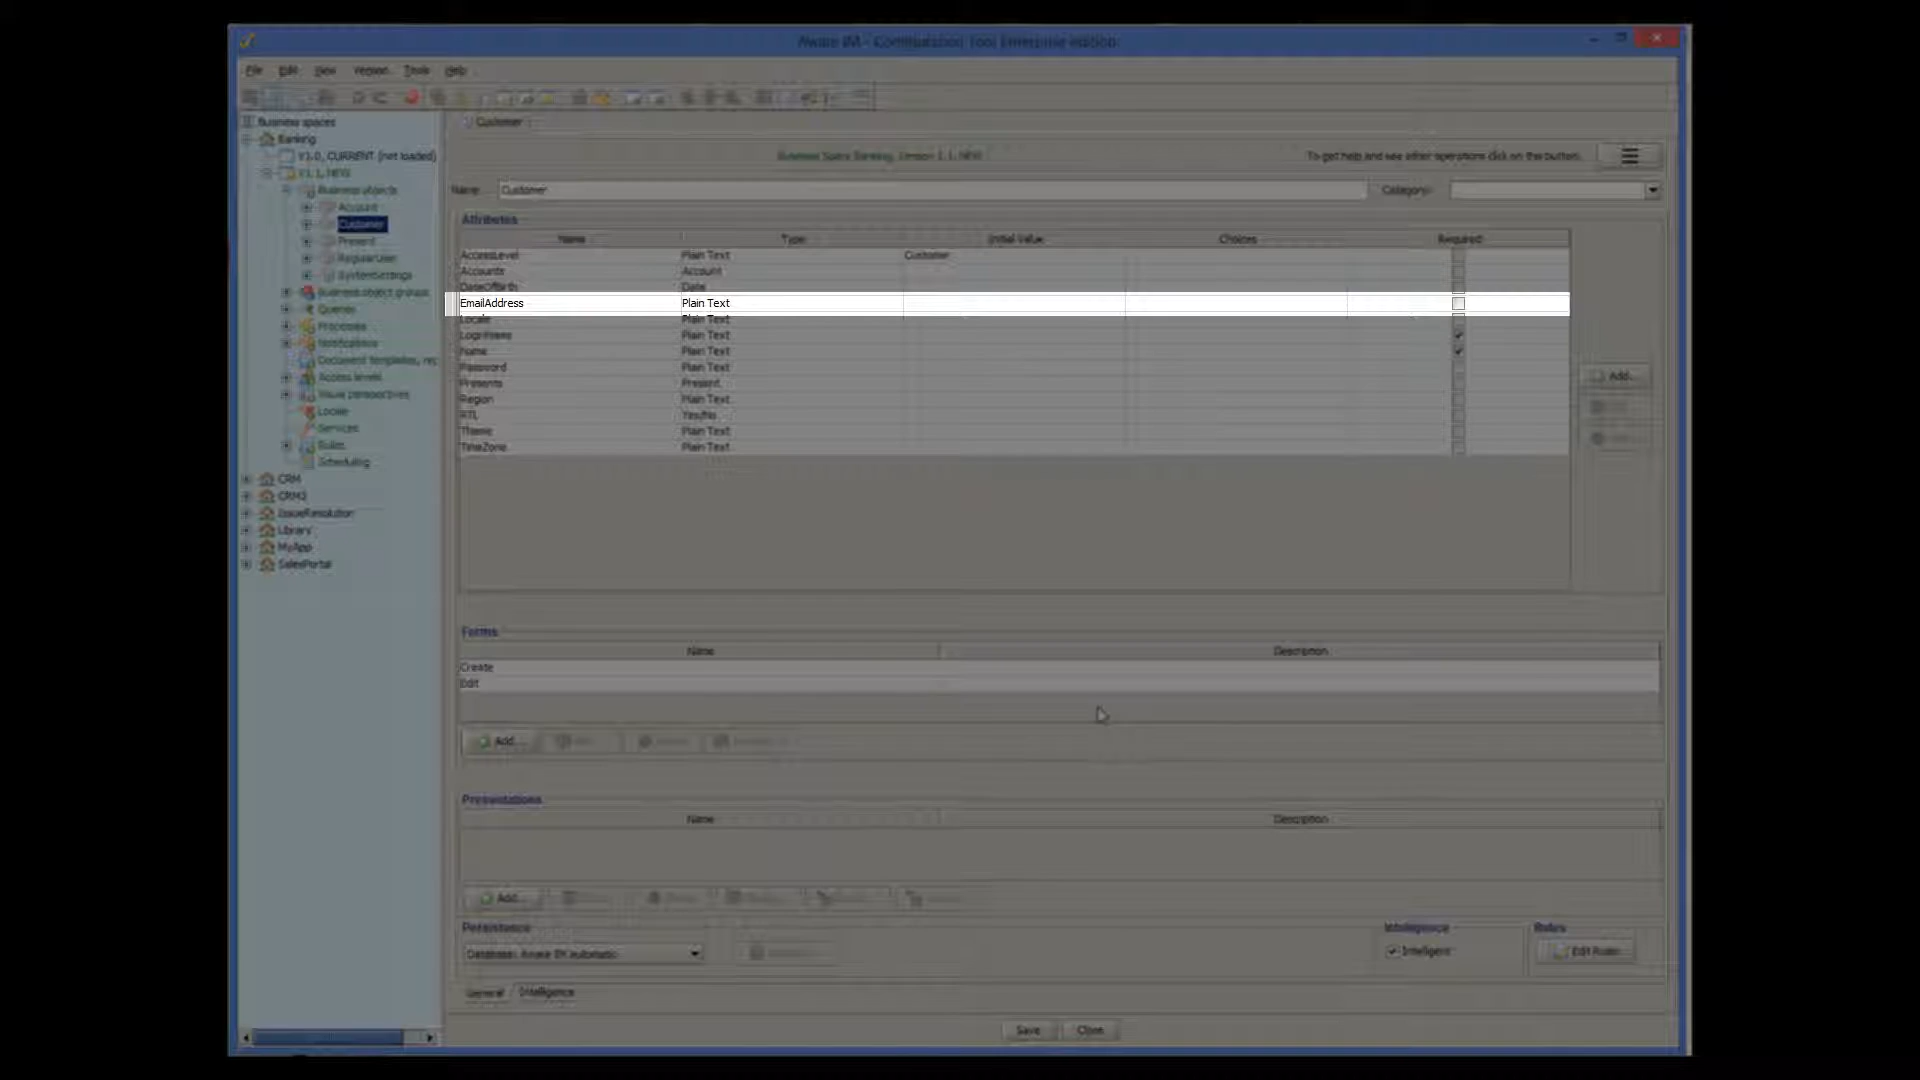 Aware IM - Configuration Tool Enterprise edition
File Edit View Version Tools Help
Business spaces
Banking
V1.0, CURRENT (not loaded)
V1.1, NEW
Business objects
Account
Customer
Present
RegularUser
SystemSettings
Business object groups
Queries
Processes
Notifications
Document templates, rec
Access levels
Visual perspectives
Locale
Services
Rules
Scheduling
CRM
IssueResolution
Library
MyApp
SalesPortal
Customer
Business Space Banking, Version 1.1, NEW
To get help and see other operations click on this button.
Name: Customer Category:
Attributes
Name Type Initial Value Choices Required
AccessLevel Plain Text Customer
Accounts Account
DateOfBirth Date
EmailAddress Plain Text
Locale Plain Text
LoginName Plain Text
Name Plain Text
Password Plain Text
Presents Present
Region Plain Text
RTL Yes/No
Theme Plain Text
TimeZone Plain Text
Add...
Forms
Name Description
Create
Edit
Add...
Presentations
Name Description
Add...
Persistence
Database: Aware IM automatic
Intelligence
Intelligent
Rules
Edit Rules
General Intelligence
Save Close